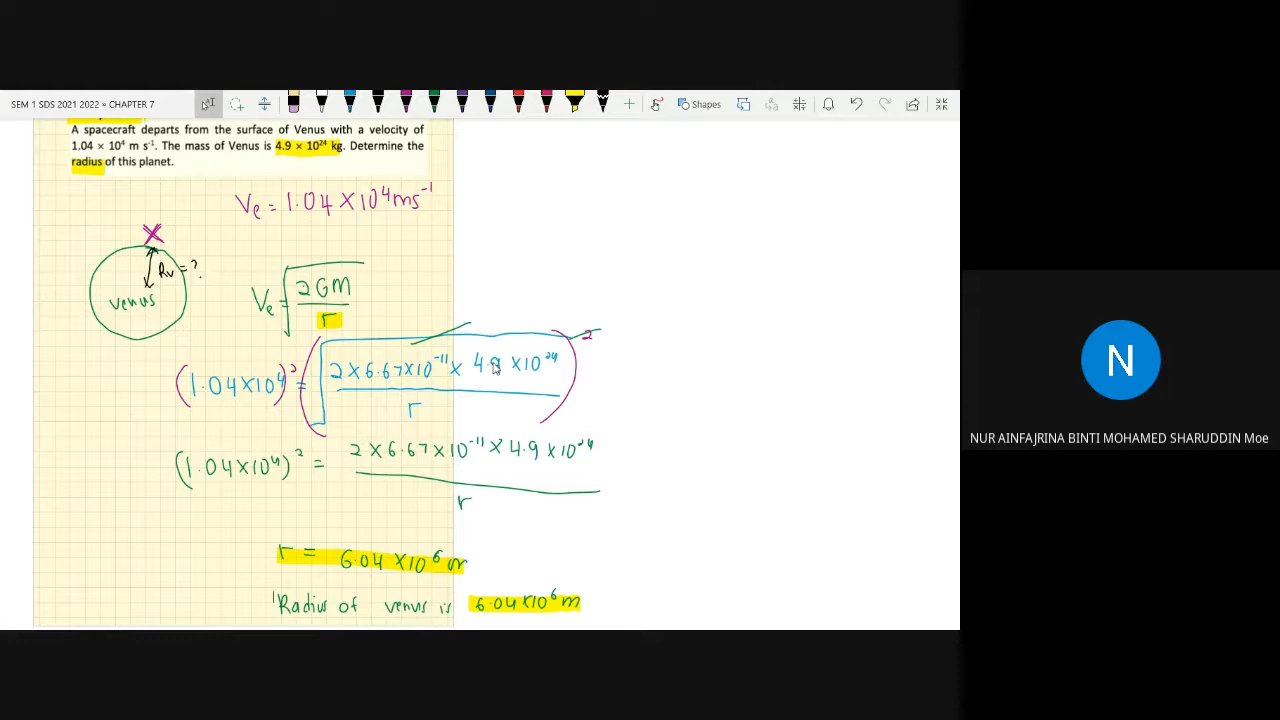 SEM 1 SDS 2021 2022 » CHAPTER 7
Shapes
A spacecraft departs from the surface of Venus with a velocity of
1.04 × 10⁴ m s⁻¹. The mass of Venus is 4.9 × 10²⁴ kg. Determine the
radius of this planet.
Ve = 1.04 × 10⁴ ms⁻¹
X
Rv = ?
Venus
Ve = √(2GM / r)
(1.04×10⁴)² = (√(2 × 6.67×10⁻¹¹ × 4.9 ×10²⁴ / r))²
(1.04×10⁴)² = 2 × 6.67×10⁻¹¹ × 4.9 ×10²⁴ / r
r = 6.04 ×10⁶ m
Radius of venus is 6.04×10⁶ m
N
NUR AINFAJRINA BINTI MOHAMED SHARUDDIN Moe